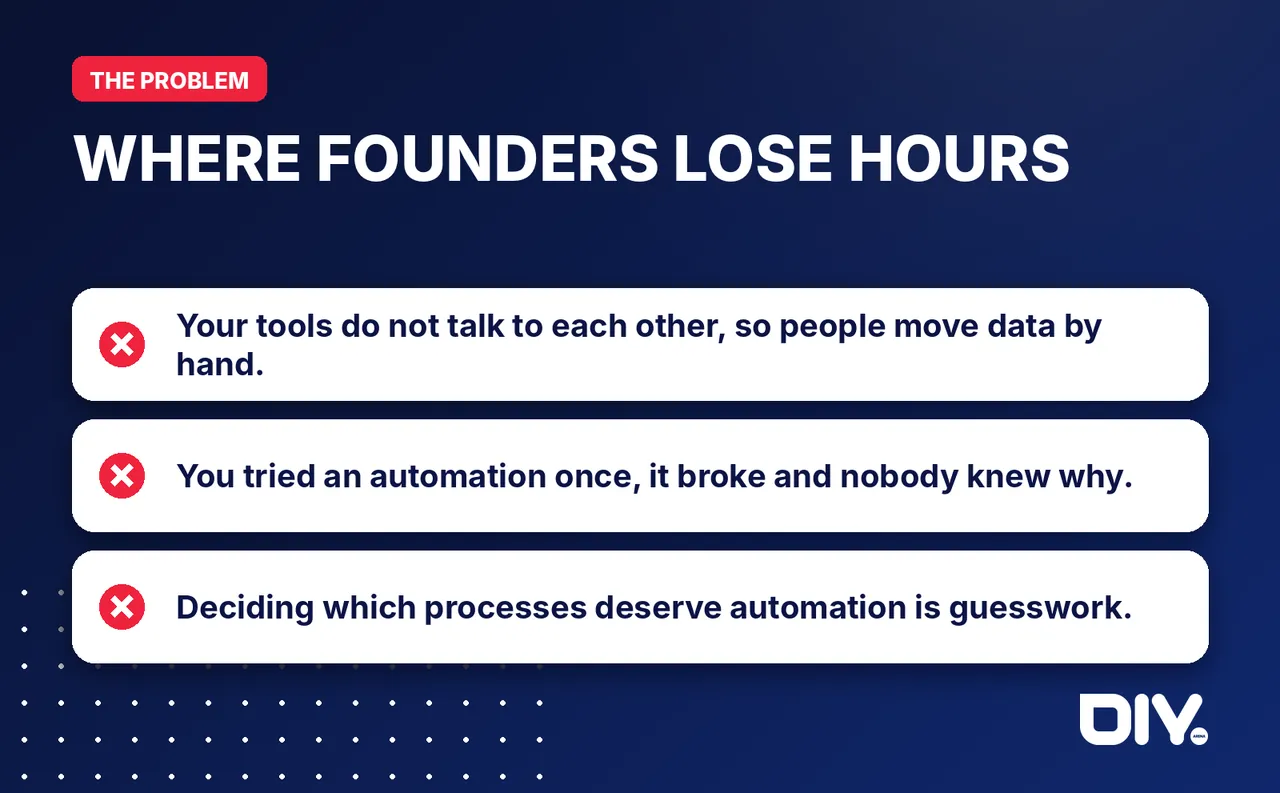 THE PROBLEM
WHERE FOUNDERS LOSE HOURS
Your tools do not talk to each other, so people move data by
hand.
You tried an automation once, it broke and nobody knew why.
Deciding which processes deserve automation is guesswork.
DIY.